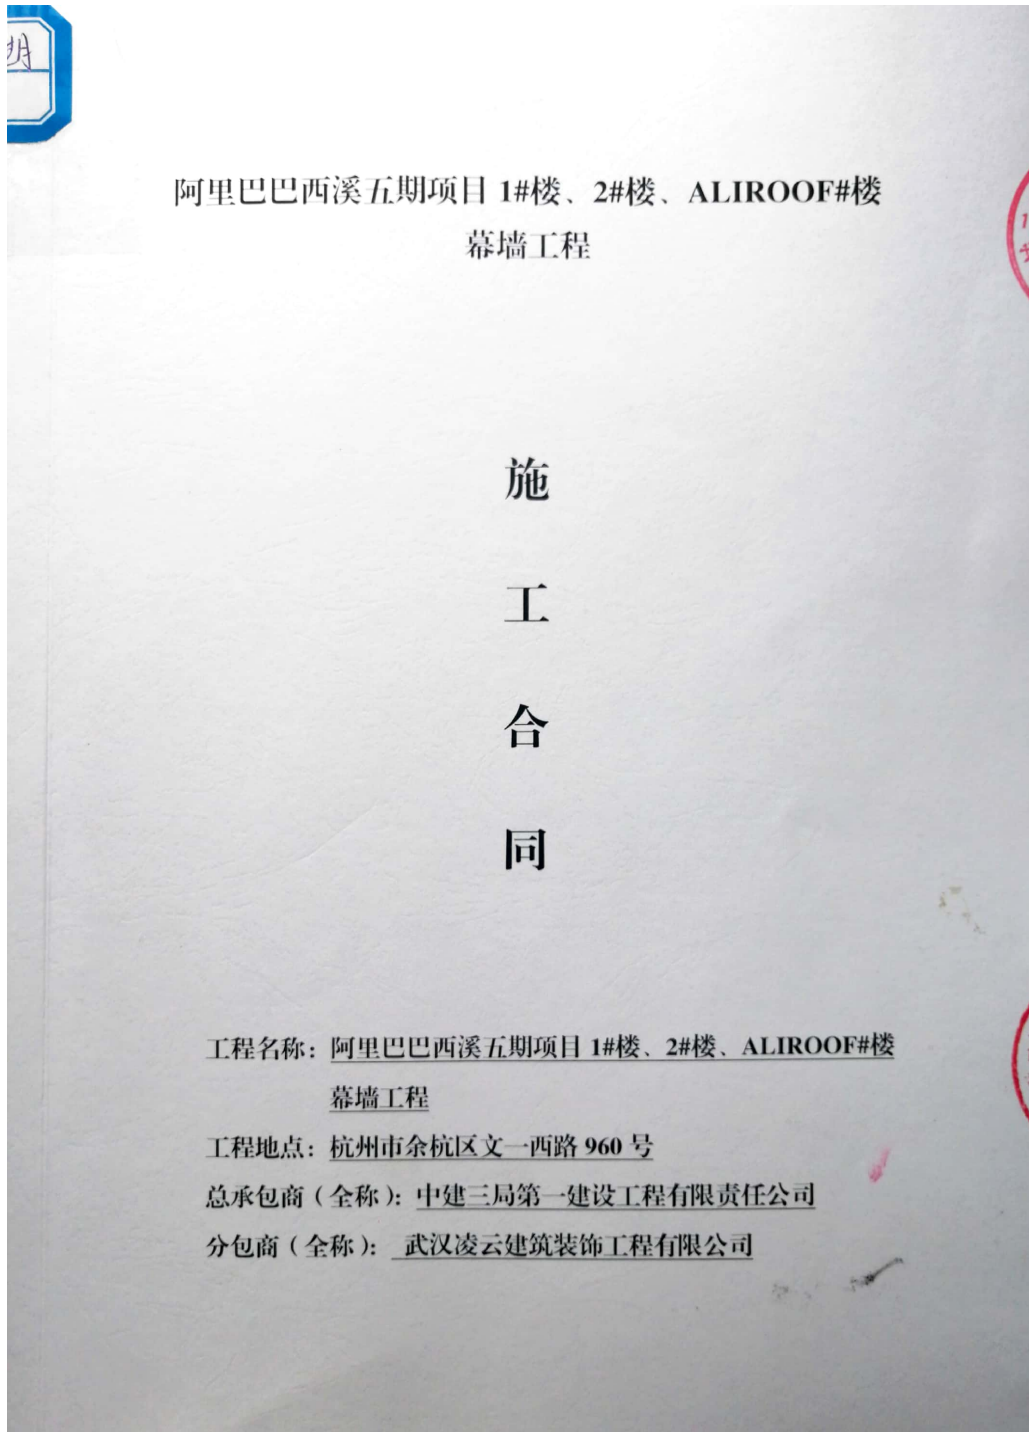 阿里巴巴西溪五期项目 1#楼、2#楼、ALIROOF#楼
幕墙工程
施
工
合
同
工程名称：阿里巴巴西溪五期项目 1#楼、2#楼、ALIROOF#楼
幕墙工程
工程地点：杭州市余杭区文一西路 960 号
总承包商（全称）：中建三局第一建设工程有限责任公司
分包商（全称）： 武汉凌云建筑装饰工程有限公司